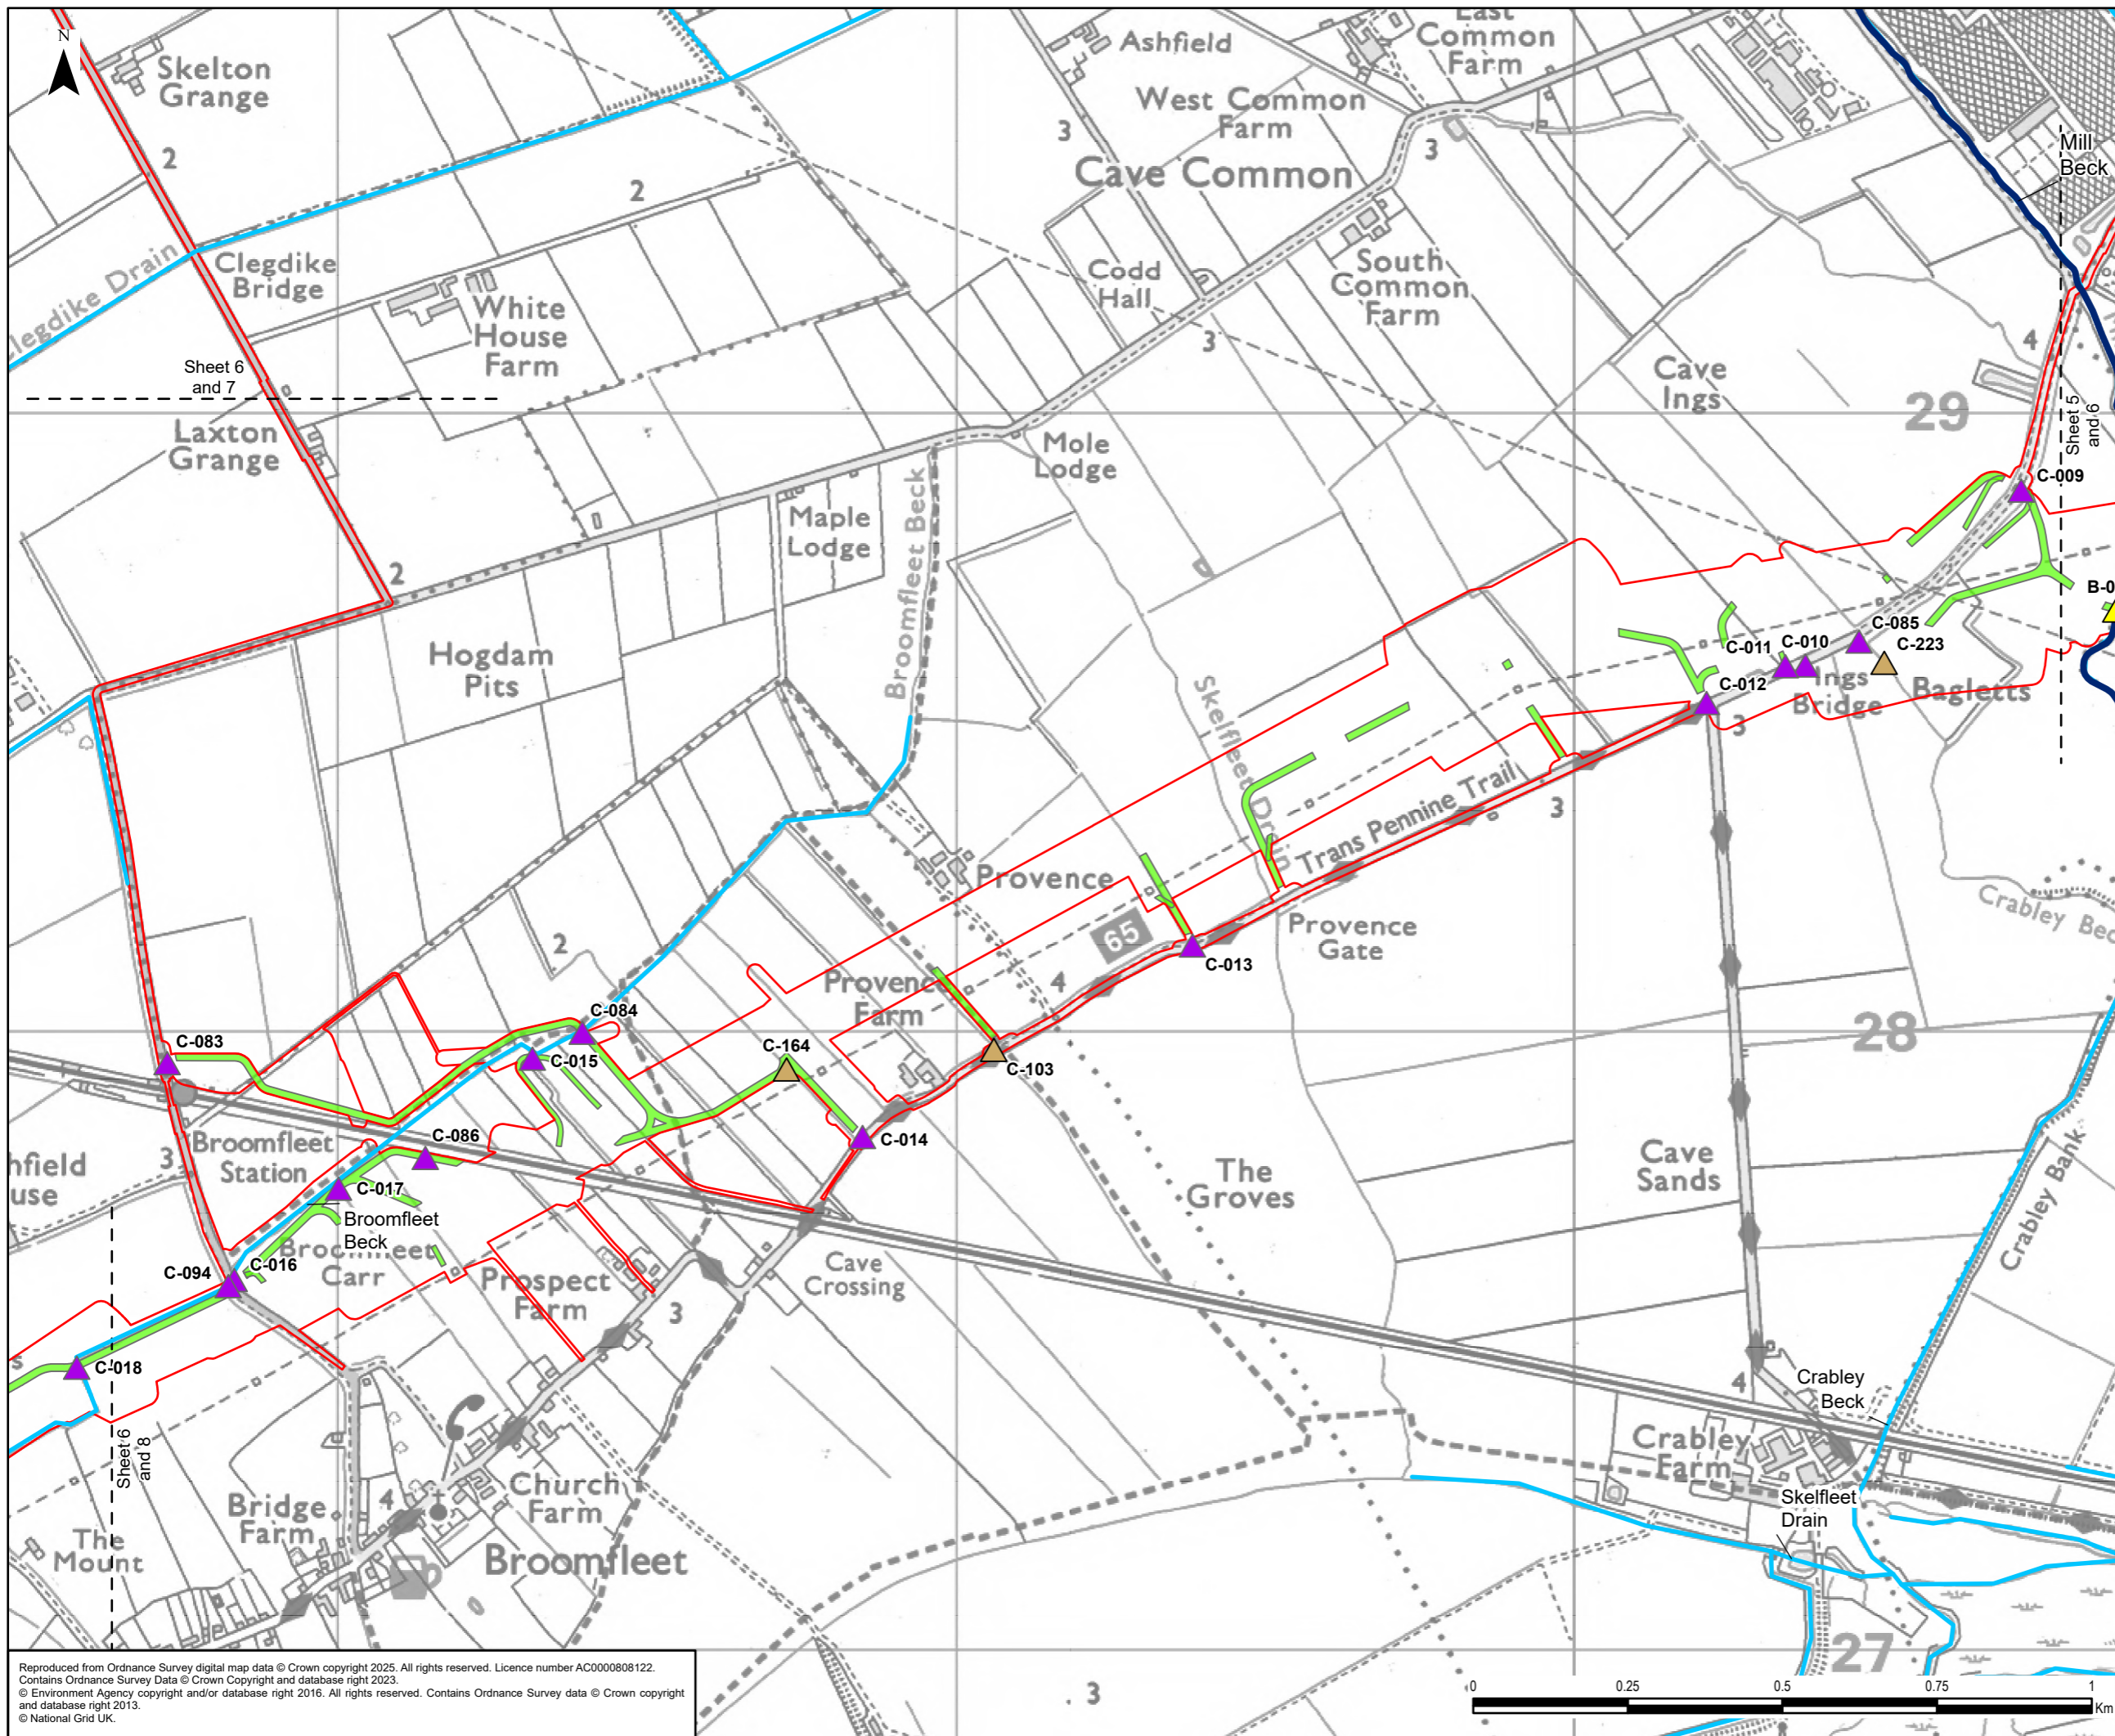 N
Skelton
Grange
2
Ashfield
East
Common
Farm
West Common
Farm
3
3
Cave Common
Mill
Beck
2
Clegdike Drain
Clegdike
Bridge
White
House
Farm
Codd
Hall
South
Common
Farm
3
Sheet 6
and 7
Cave
Ings
4
29
Sheet 5
and 6
Laxton
Grange
Mole
Lodge
C-009
Maple
Lodge
Broomfleet Beck
2
B-0
C-085
C-011
C-010
C-223
Hogdam
Pits
C-012
Ings
Bridge
Bagletts
3
Skelfleet Drain
Trans Pennine Trail
3
Provence
65
Provence
Gate
Crabley Bec
2
C-013
4
Provence
Farm
C-084
28
C-083
C-015
C-164
C-103
C-086
C-014
Broomfleet
Station
3
hfield
use
Cave
Sands
The
Groves
C-017
Broomfleet
Beck
Crabley Bank
Broomfleet
Carr
C-016
C-094
Prospect
Farm
3
Cave
Crossing
s
C-018
4
Crabley
Beck
Sheet 6
and 8
Crabley
Farm
Skelfleet
Drain
Church
Farm
Bridge
Farm
4
The
Mount
Broomfleet
27
3
Reproduced from Ordnance Survey digital map data © Crown copyright 2025. All rights reserved. Licence number AC0000808122.
Contains Ordnance Survey Data © Crown Copyright and database right 2023.
© Environment Agency copyright and/or database right 2016. All rights reserved. Contains Ordnance Survey data © Crown copyright
and database right 2013.
© National Grid UK.
0 0.25 0.5 0.75 1
Km